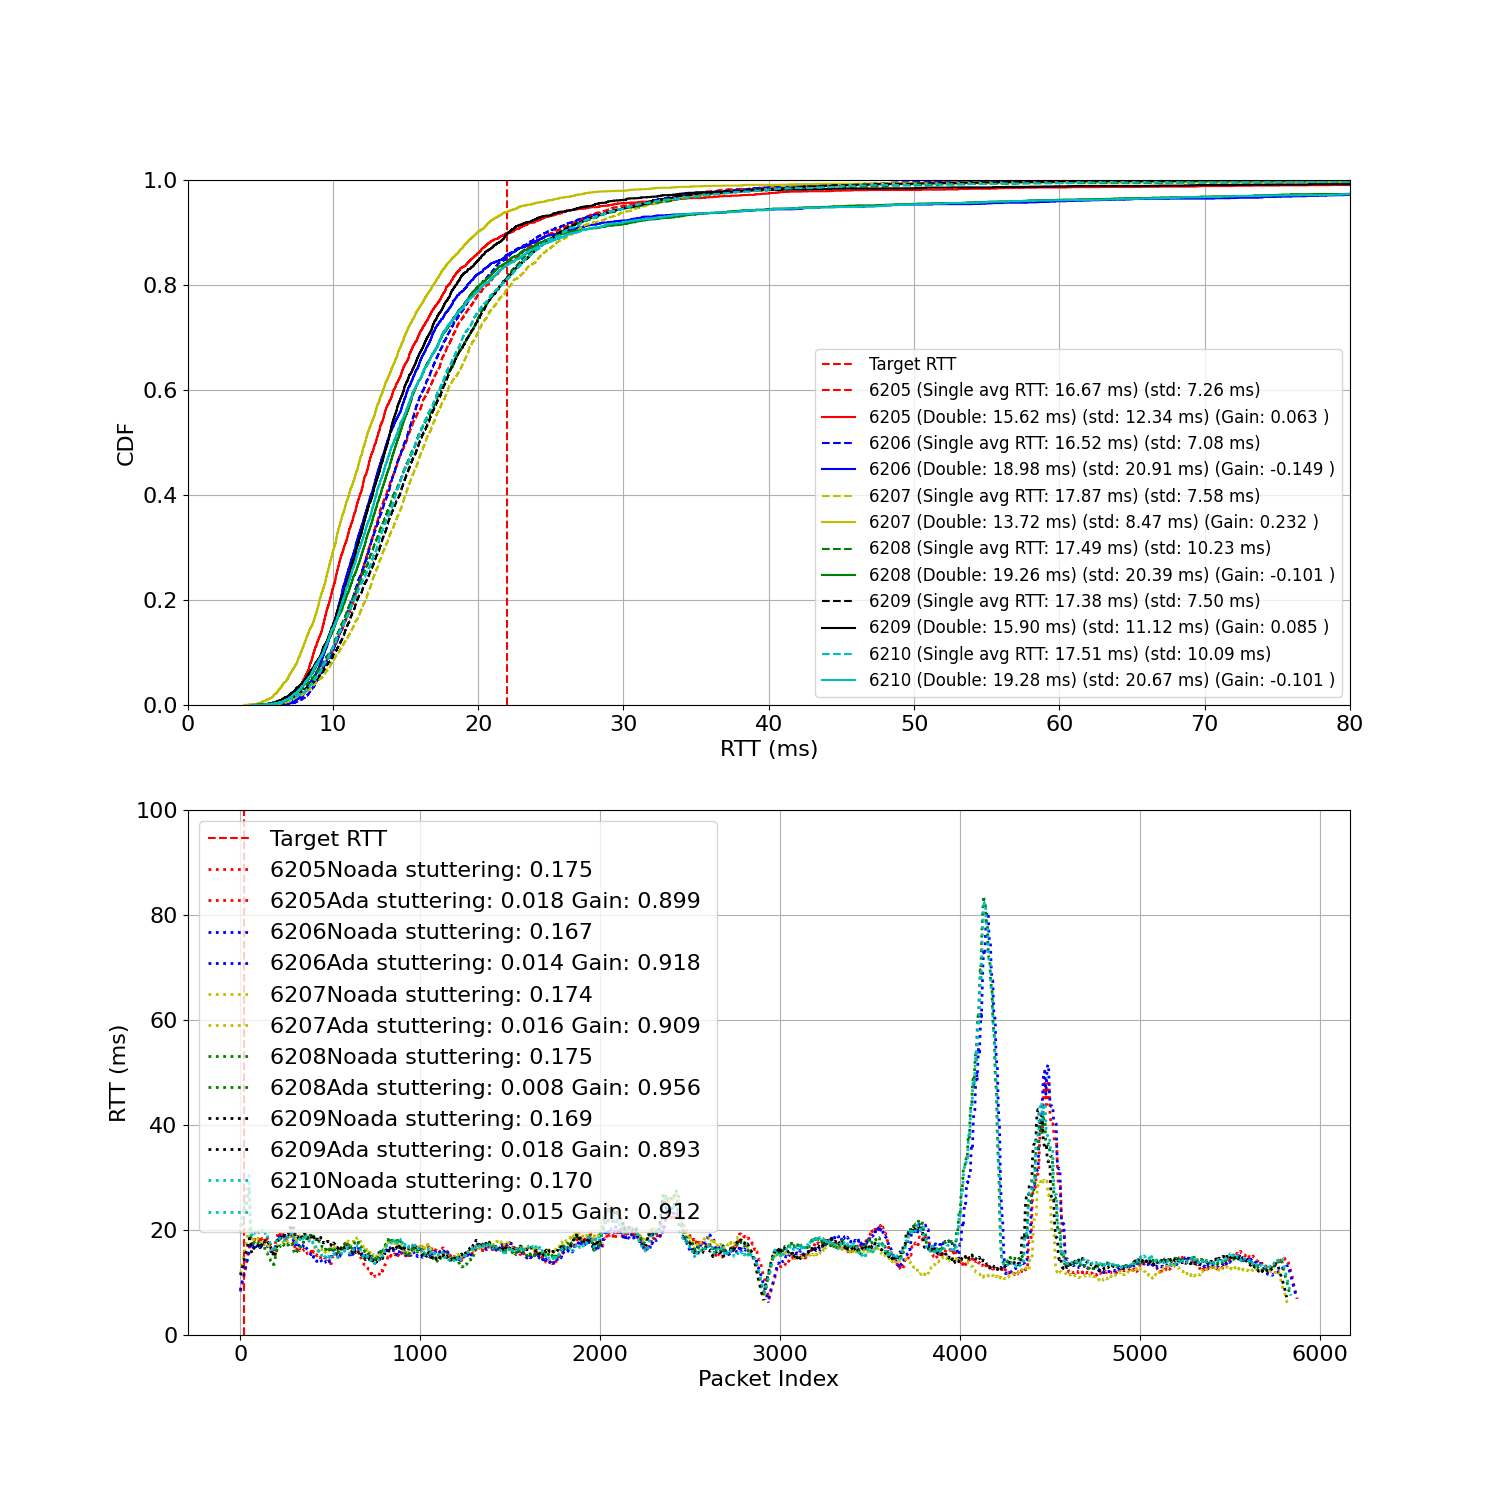 1.0
0.8
0.6
0.4
0.2
0.0
CDF
Target RTT
6205 (Single avg RTT: 16.67 ms) (std: 7.26 ms)
6205 (Double: 15.62 ms) (std: 12.34 ms) (Gain: 0.063 )
6206 (Single avg RTT: 16.52 ms) (std: 7.08 ms)
6206 (Double: 18.98 ms) (std: 20.91 ms) (Gain: -0.149 )
6207 (Single avg RTT: 17.87 ms) (std: 7.58 ms)
6207 (Double: 13.72 ms) (std: 8.47 ms) (Gain: 0.232 )
6208 (Single avg RTT: 17.49 ms) (std: 10.23 ms)
6208 (Double: 19.26 ms) (std: 20.39 ms) (Gain: -0.101 )
6209 (Single avg RTT: 17.38 ms) (std: 7.50 ms)
6209 (Double: 15.90 ms) (std: 11.12 ms) (Gain: 0.085 )
6210 (Single avg RTT: 17.51 ms) (std: 10.09 ms)
6210 (Double: 19.28 ms) (std: 20.67 ms) (Gain: -0.101 )
0 10 20 30 40 50 60 70 80
RTT (ms)
100
80
60
40
20
0
RTT (ms)
Target RTT
6205Noada stuttering: 0.175
6205Ada stuttering: 0.018 Gain: 0.899
6206Noada stuttering: 0.167
6206Ada stuttering: 0.014 Gain: 0.918
6207Noada stuttering: 0.174
6207Ada stuttering: 0.016 Gain: 0.909
6208Noada stuttering: 0.175
6208Ada stuttering: 0.008 Gain: 0.956
6209Noada stuttering: 0.169
6209Ada stuttering: 0.018 Gain: 0.893
6210Noada stuttering: 0.170
6210Ada stuttering: 0.015 Gain: 0.912
0 1000 2000 3000 4000 5000 6000
Packet Index